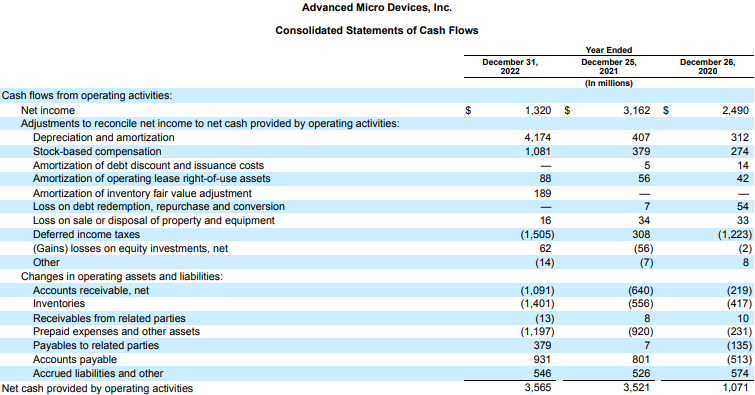 Advanced Micro Devices, Inc.
Consolidated Statements of Cash Flows
Year Ended
December 31, 2022 December 25, 2021 December 26, 2020
(In millions)
Cash flows from operating activities:
Net income $ 1,320 $ 3,162 $ 2,490
Adjustments to reconcile net income to net cash provided by operating activities:
Depreciation and amortization 4,174 407 312
Stock-based compensation 1,081 379 274
Amortization of debt discount and issuance costs — 5 14
Amortization of operating lease right-of-use assets 88 56 42
Amortization of inventory fair value adjustment 189 — —
Loss on debt redemption, repurchase and conversion — 7 54
Loss on sale or disposal of property and equipment 16 34 33
Deferred income taxes (1,505) 308 (1,223)
(Gains) losses on equity investments, net 62 (56) (2)
Other (14) (7) 8
Changes in operating assets and liabilities:
Accounts receivable, net (1,091) (640) (219)
Inventories (1,401) (556) (417)
Receivables from related parties (13) 8 10
Prepaid expenses and other assets (1,197) (920) (231)
Payables to related parties 379 7 (135)
Accounts payable 931 801 (513)
Accrued liabilities and other 546 526 574
Net cash provided by operating activities 3,565 3,521 1,071